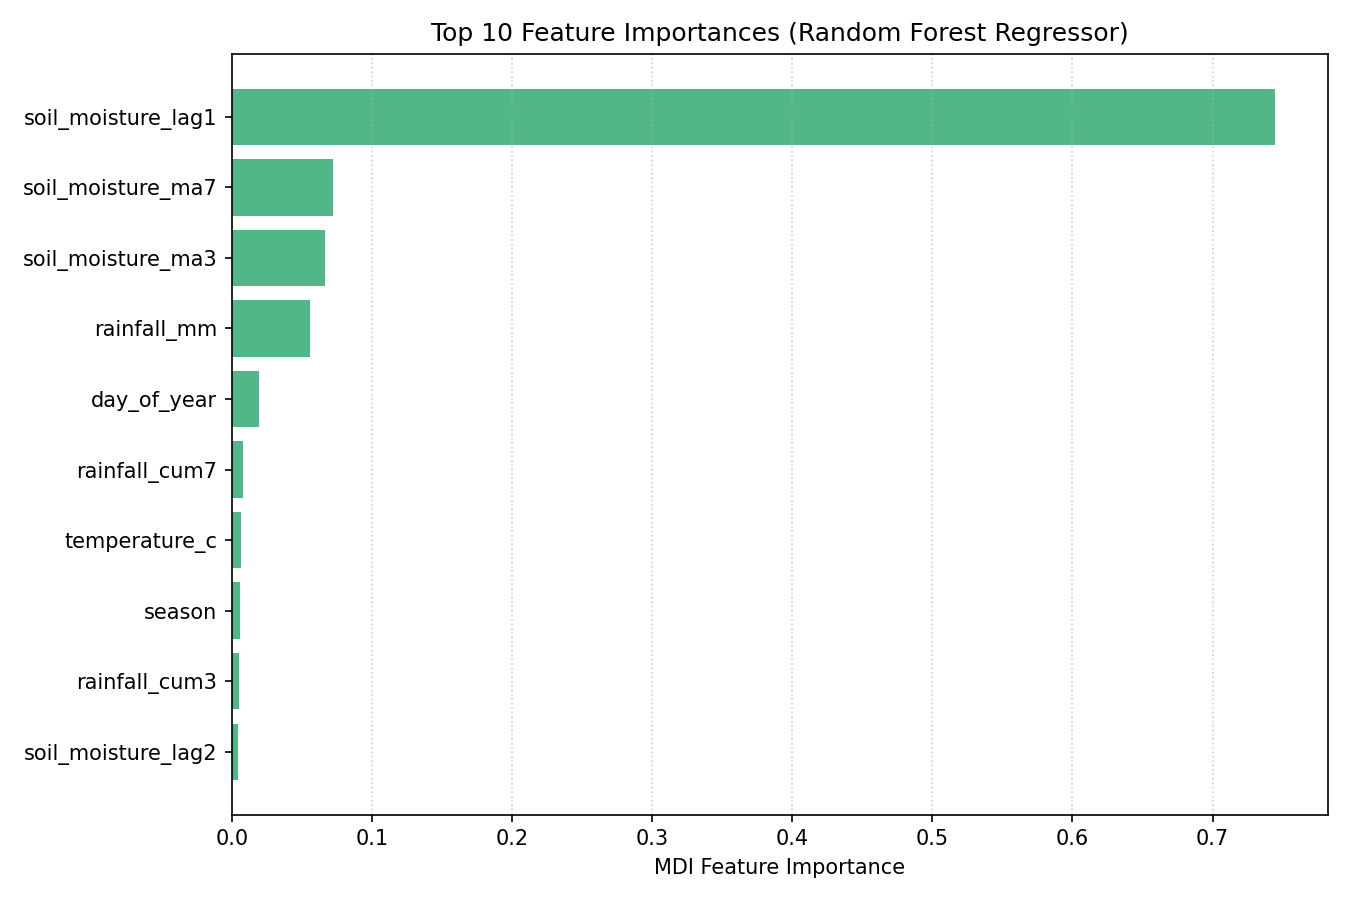 Top 10 Feature Importances (Random Forest Regressor)
soil_moisture_lag1
soil_moisture_ma7
soil_moisture_ma3
rainfall_mm
day_of_year
rainfall_cum7
temperature_c
season
rainfall_cum3
soil_moisture_lag2
0.0 0.1 0.2 0.3 0.4 0.5 0.6 0.7
MDI Feature Importance